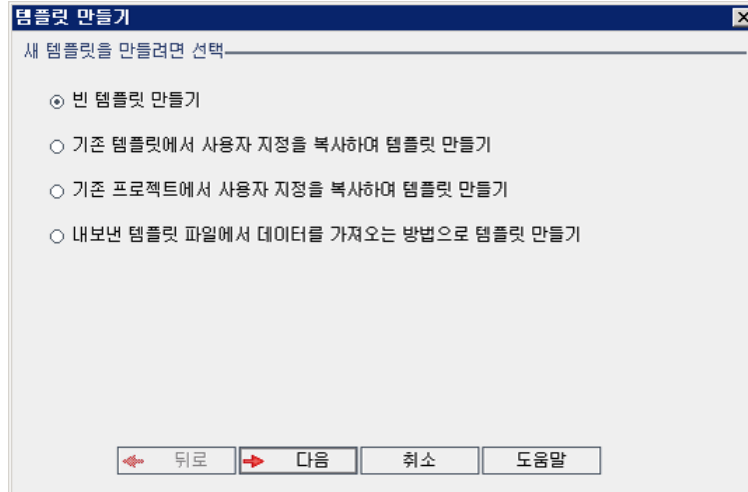 템플릿 만들기
새 템플릿을 만들려면 선택
빈 템플릿 만들기
기존 템플릿에서 사용자 지정을 복사하여 템플릿 만들기
기존 프로젝트에서 사용자 지정을 복사하여 템플릿 만들기
내보낸 템플릿 파일에서 데이터를 가져오는 방법으로 템플릿 만들기
뒤로 다음 취소 도움말